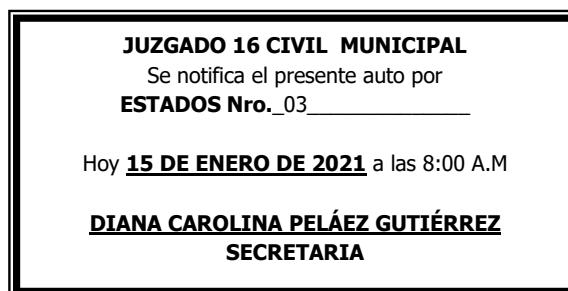 JUZGADO 16 CIVIL MUNICIPAL
Se notifica el presente auto por
ESTADOS Nro._03________________
Hoy 15 DE ENERO DE 2021 a las 8:00 A.M
DIANA CAROLINA PELÁEZ GUTIÉRREZ
SECRETARIA